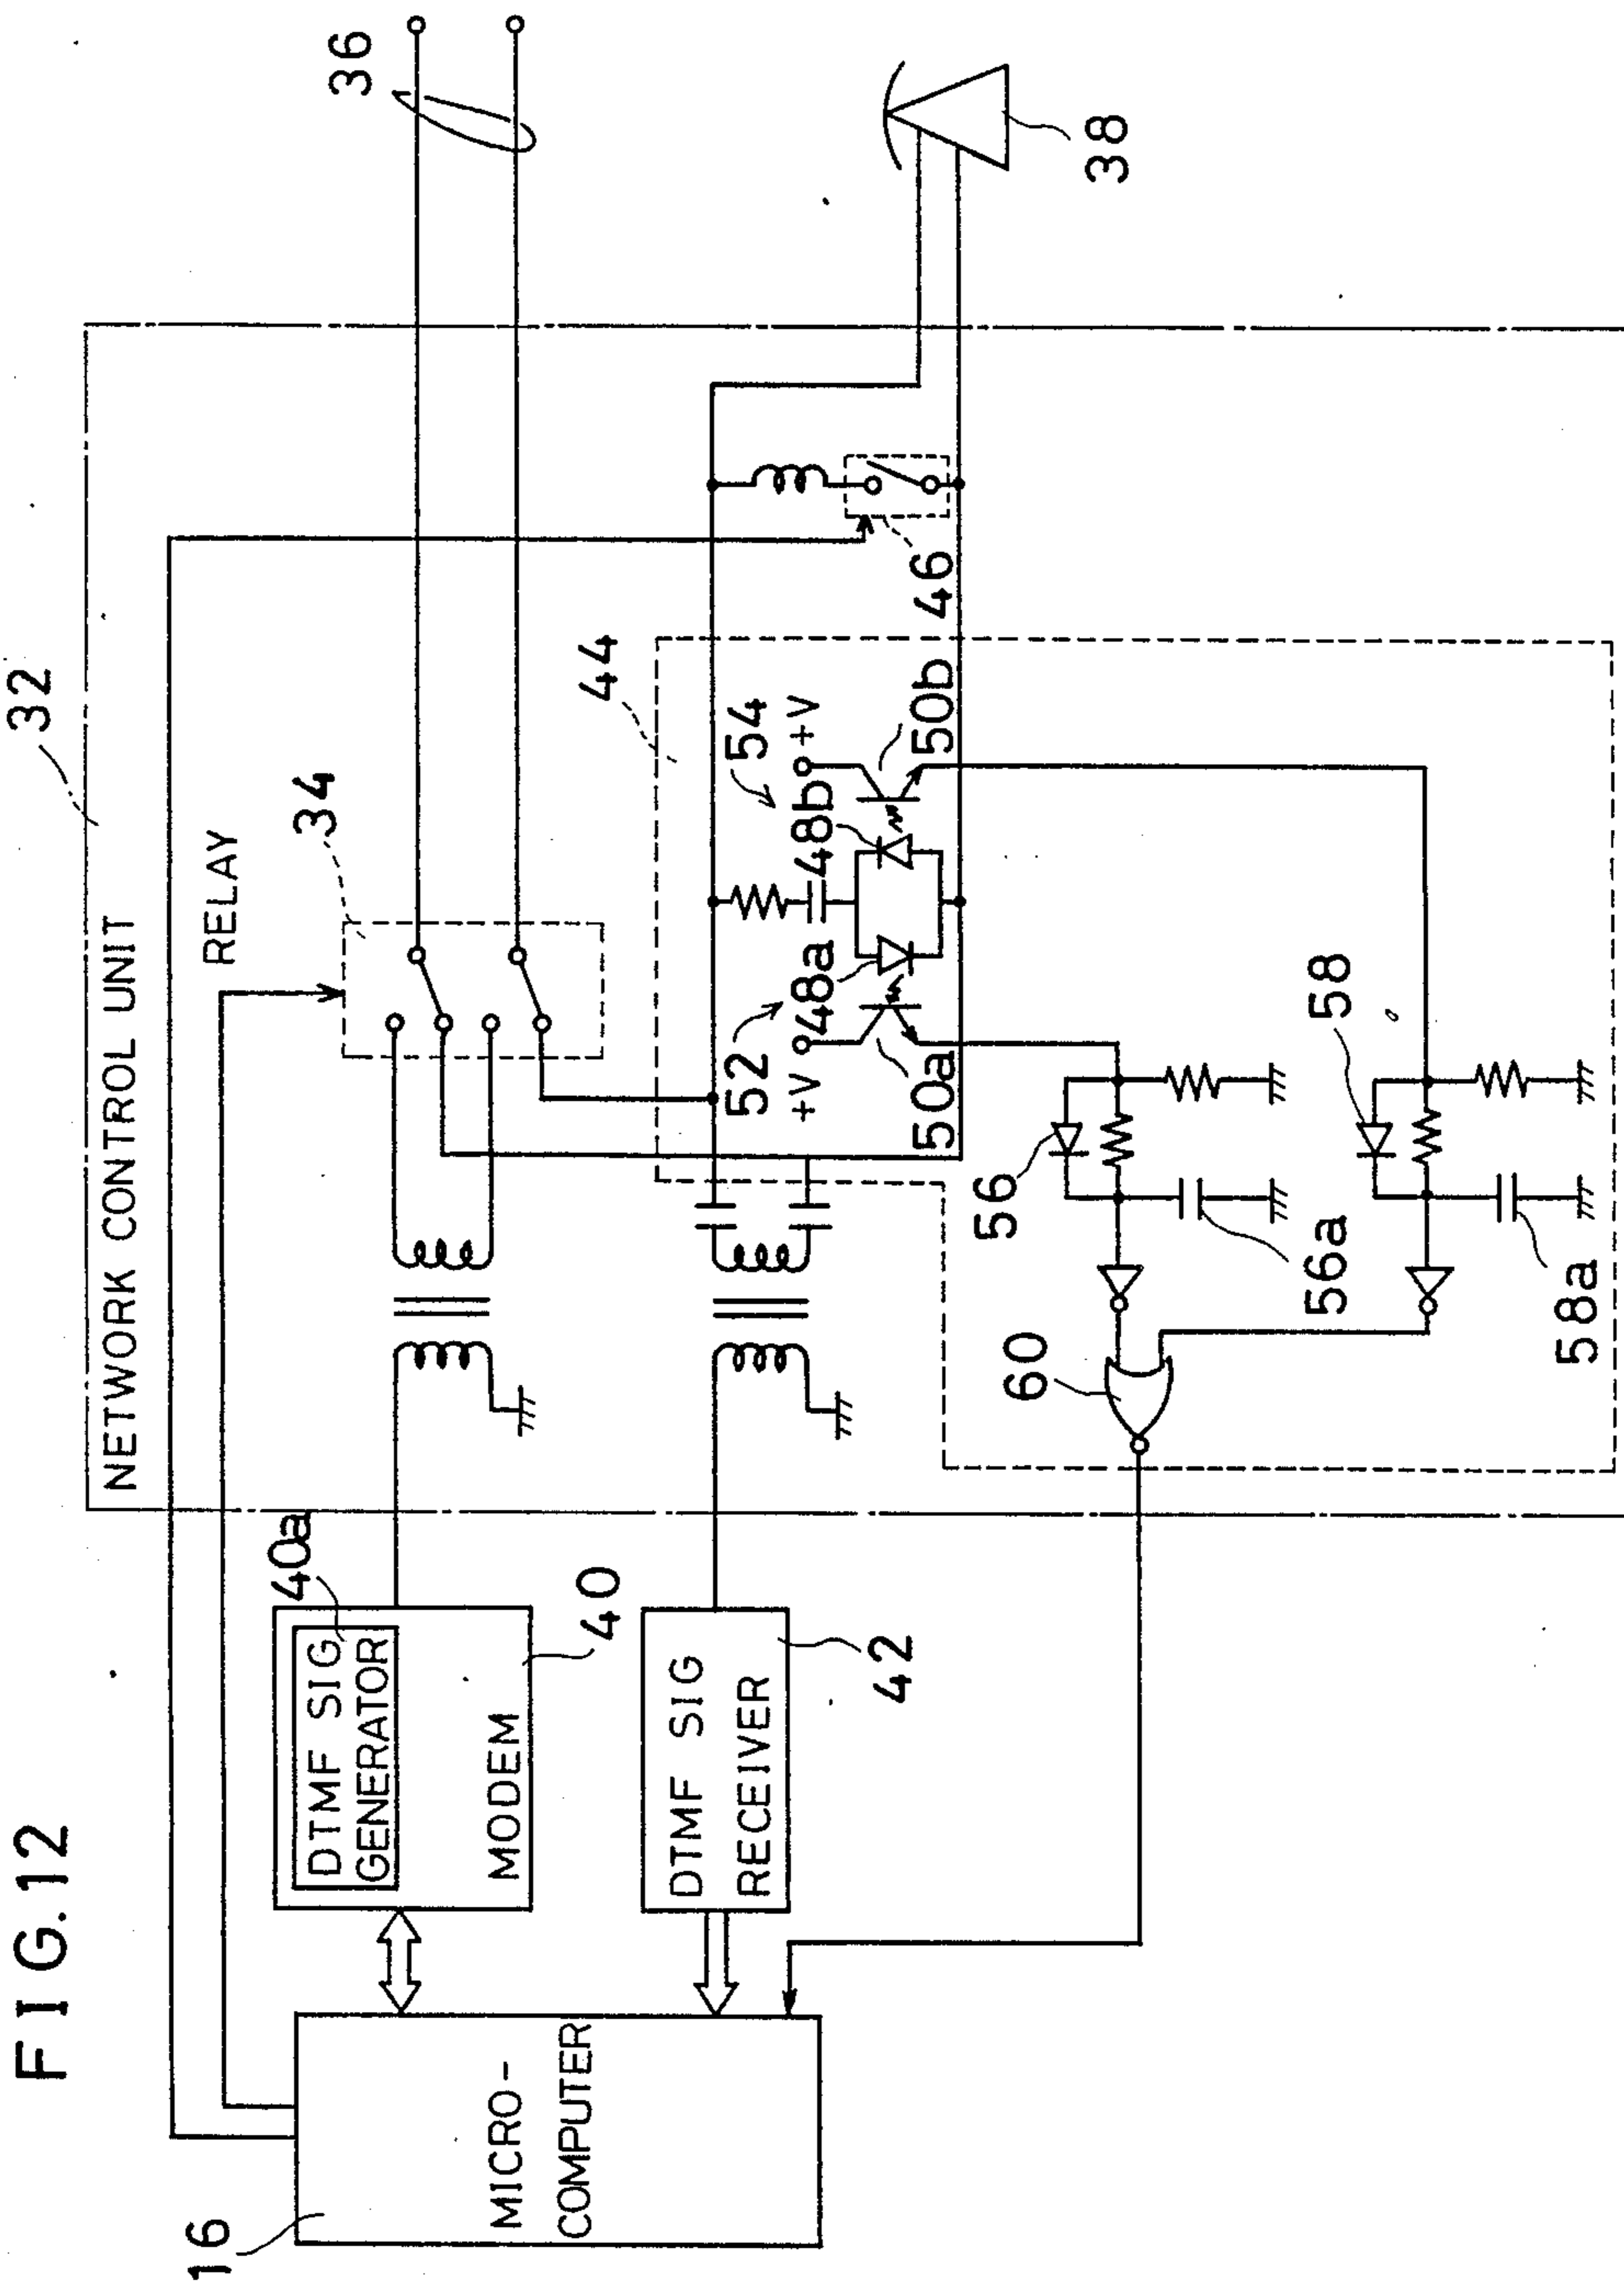 FIG.12
32
NETWORK CONTROL UNIT
RELAY
34
36
16
MICRO-
COMPUTER
40a
DTMF SIG
GENERATOR
MODEM
40
DTMF SIG
RECEIVER
42
44
52
54
+V
+V
48a
48b
50a
50b
46
38
56
56a
58
58a
60